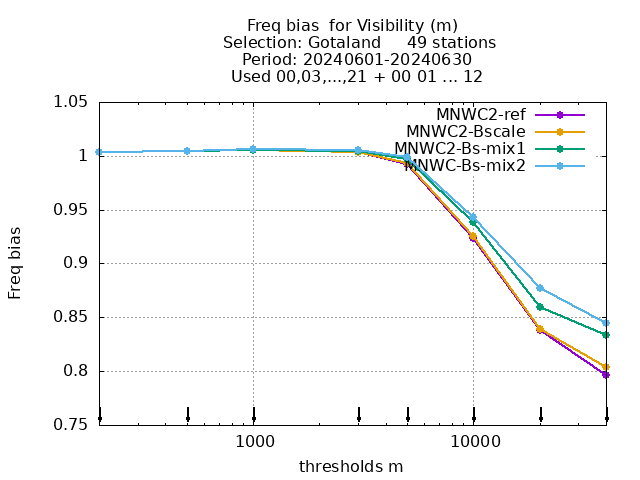 Freq bias  for Visibility (m)
Selection: Gotaland     49 stations
Period: 20240601-20240630
Used 00,03,...,21 + 00 01 ... 12
1.05
1
0.95
0.9
0.85
0.8
0.75
Freq bias
MNWC2-ref
MNWC2-Bscale
MNWC2-Bs-mix1
MNWC-Bs-mix2
1000
10000
thresholds m